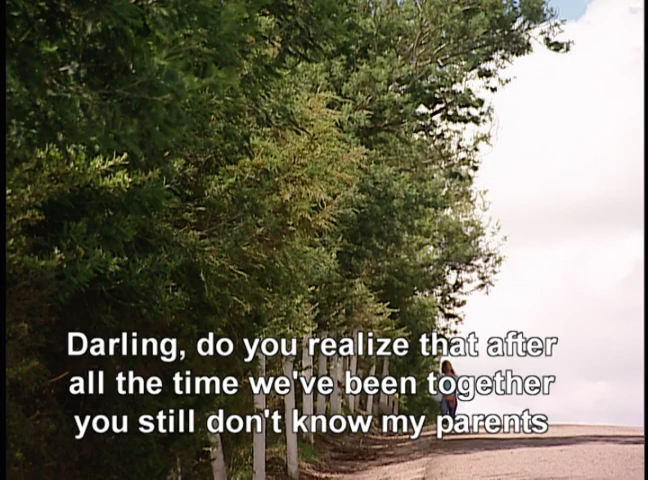 Darling, do you realize that after
all the time we've been together
you still don't know my parents